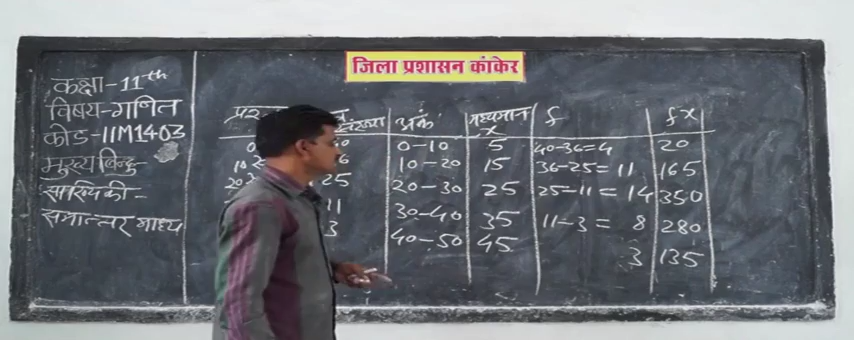 जिला प्रशासन कांकेर
कक्षा-11th
विषय-गणित
कोड-11M1403
मुख्य बिन्दु-
सांख्यिकी-
समान्तर माध्य
संख्या अंक मध्यमान x f fx
0-10 5 40-36=4 20
10-20 15 36-25= 11 165
25 20-30 25 25-11= 14 350
11 30-40 35 11-3= 8 280
3 40-50 45 3 135